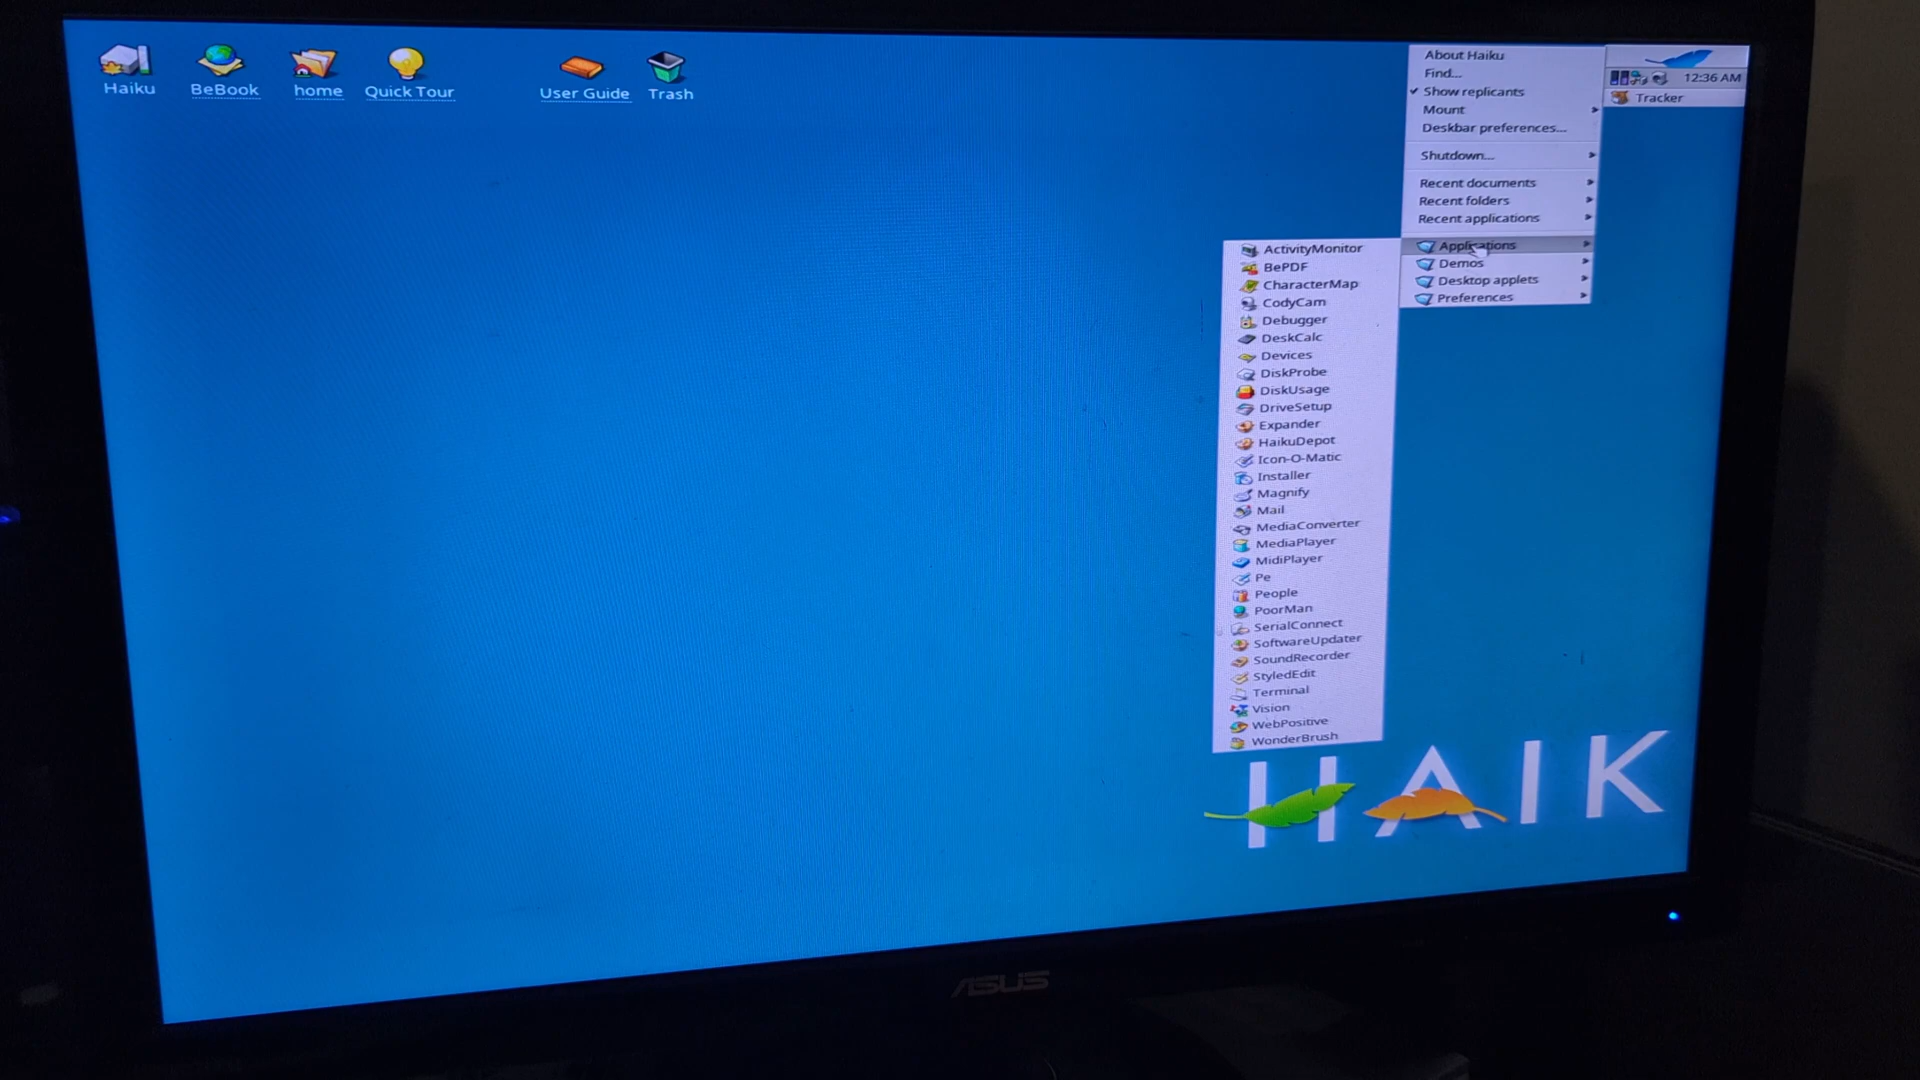 Haiku
BeBook
home
Quick Tour
User Guide
Trash
About Haiku
Find...
Show replicants
Mount
Deskbar preferences...
Shutdown...
Recent documents
Recent folders
Recent applications
Applications
Demos
Desktop applets
Preferences
12:36 AM
Tracker
ActivityMonitor
BePDF
CharacterMap
CodyCam
Debugger
DeskCalc
Devices
DiskProbe
DiskUsage
DriveSetup
Expander
HaikuDepot
Icon-O-Matic
Installer
Magnify
Mail
MediaConverter
MediaPlayer
MidiPlayer
Pe
People
PoorMan
SerialConnect
SoftwareUpdater
SoundRecorder
StyledEdit
Terminal
Vision
WebPositive
WonderBrush
HAIK
ASUS